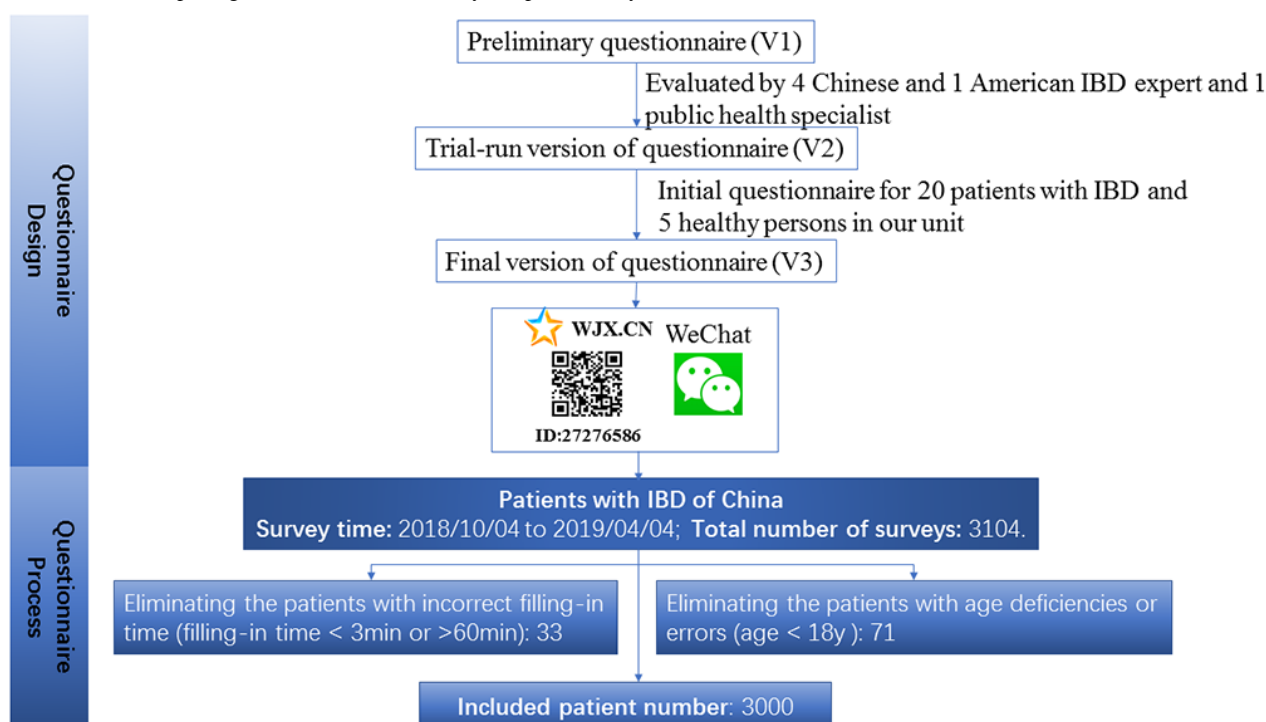 Preliminary questionnaire (V1)
Evaluated by 4 Chinese and 1 American IBD expert and 1
public health specialist
Trial-run version of questionnaire (V2)
Initial questionnaire for 20 patients with IBD and
5 healthy persons in our unit
Final version of questionnaire (V3)
Questionnaire
Design
WJX.CN WeChat
ID:27276586
Patients with IBD of China
Survey time: 2018/10/04 to 2019/04/04; Total number of surveys: 3104.
Questionnaire
Process
Eliminating the patients with incorrect filling-in
time (filling-in time < 3min or >60min): 33
Eliminating the patients with age deficiencies or
errors (age < 18y ): 71
Included patient number: 3000